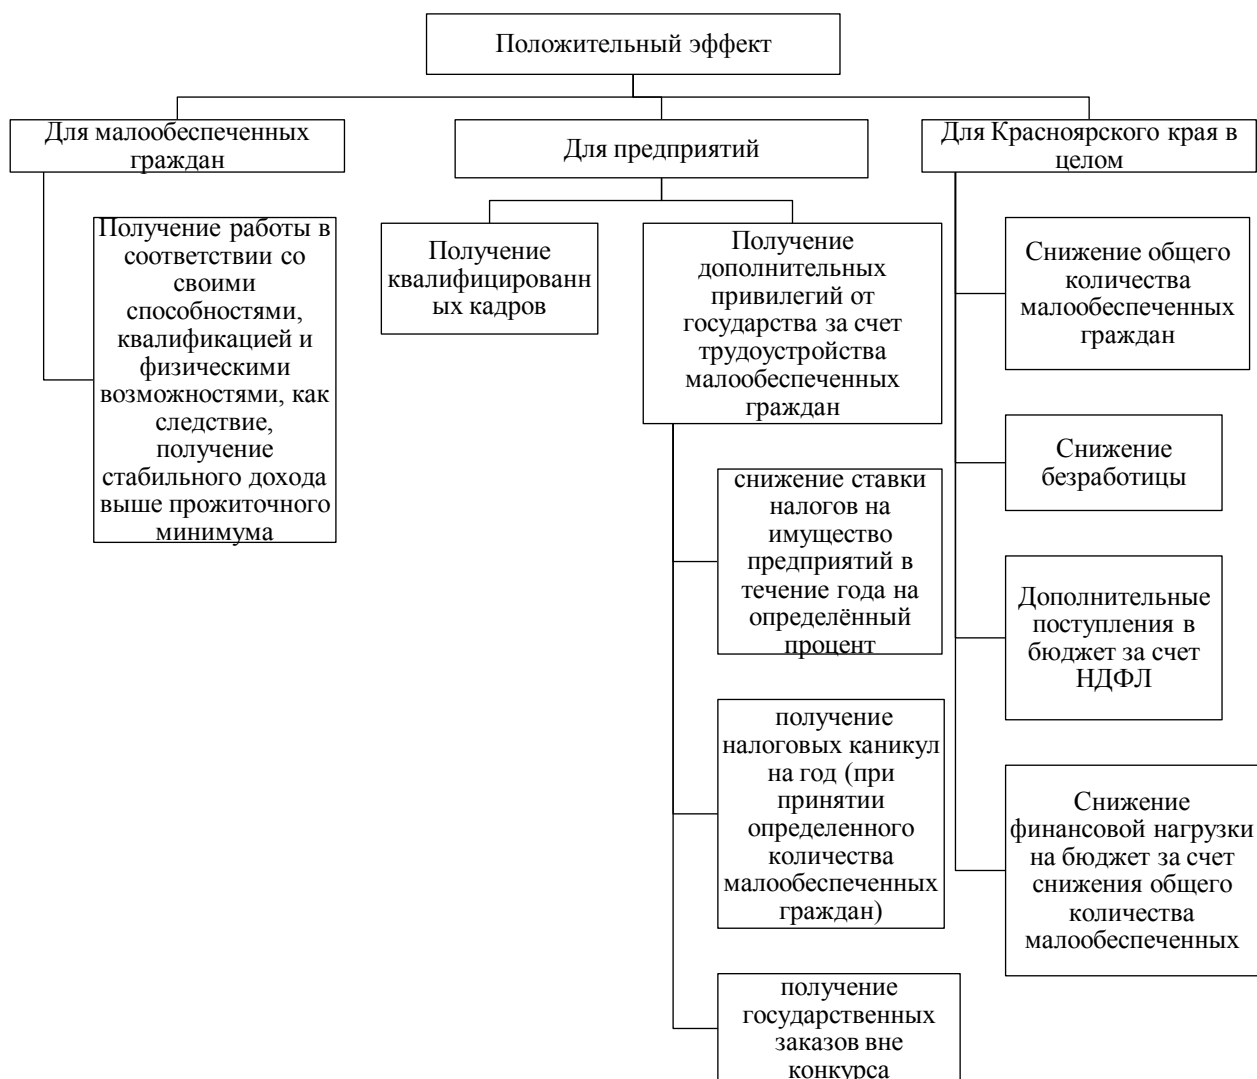 Положительный эффект
Для малообеспеченных
граждан
Получение работы в
соответствии со
своими
способностями,
квалификацией и
физическими
возможностями, как
следствие,
получение
стабильного дохода
выше прожиточного
минимума
Для предприятий
Получение
квалифицированн
ых кадров
Получение
дополнительных
привилегий от
государства за счет
трудоустройства
малообеспеченных
граждан
снижение ставки
налогов на
имущество
предприятий в
течение года на
определённый
процент
получение
налоговых каникул
на год (при
принятии
определенного
количества
малообеспеченных
граждан)
получение
государственных
заказов вне
конкурса
Для Красноярского края в
целом
Снижение общего
количества
малообеспеченных
граждан
Снижение
безработицы
Дополнительные
поступления в
бюджет за счет
НДФЛ
Снижение
финансовой нагрузки
на бюджет за счет
снижения общего
количества
малообеспеченных